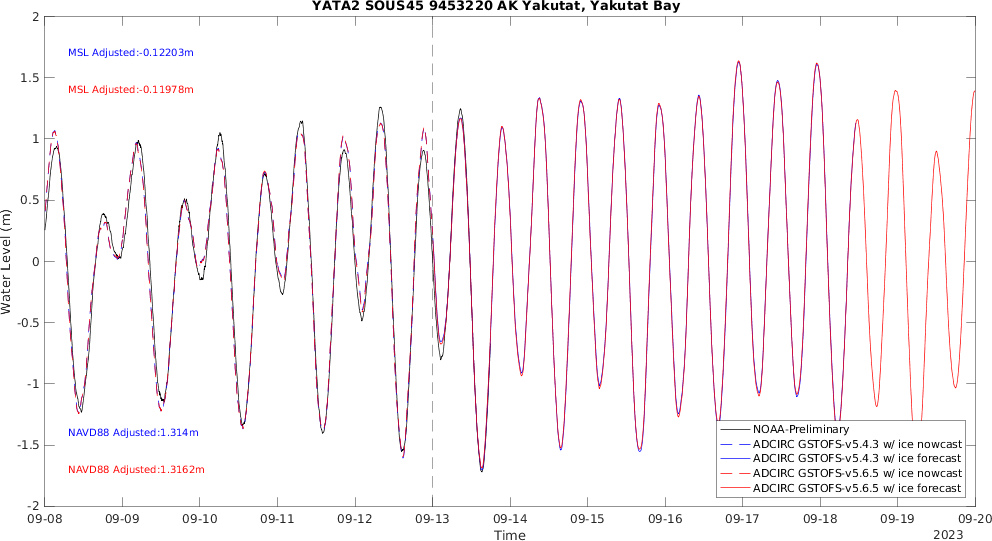 YATA2 SOUS45 9453220 AK Yakutat, Yakutat Bay
2
1.5
1
0.5
0
-0.5
-1
-1.5
-2
Water Level (m)
MSL Adjusted:-0.12203m
MSL Adjusted:-0.11978m
NAVD88 Adjusted:1.314m
NAVD88 Adjusted:1.3162m
NOAA-Preliminary
ADCIRC GSTOFS-v5.4.3 w/ ice nowcast
ADCIRC GSTOFS-v5.4.3 w/ ice forecast
ADCIRC GSTOFS-v5.6.5 w/ ice nowcast
ADCIRC GSTOFS-v5.6.5 w/ ice forecast
09-08 09-09 09-10 09-11 09-12 09-13 09-14 09-15 09-16 09-17 09-18 09-19 09-20
Time
2023